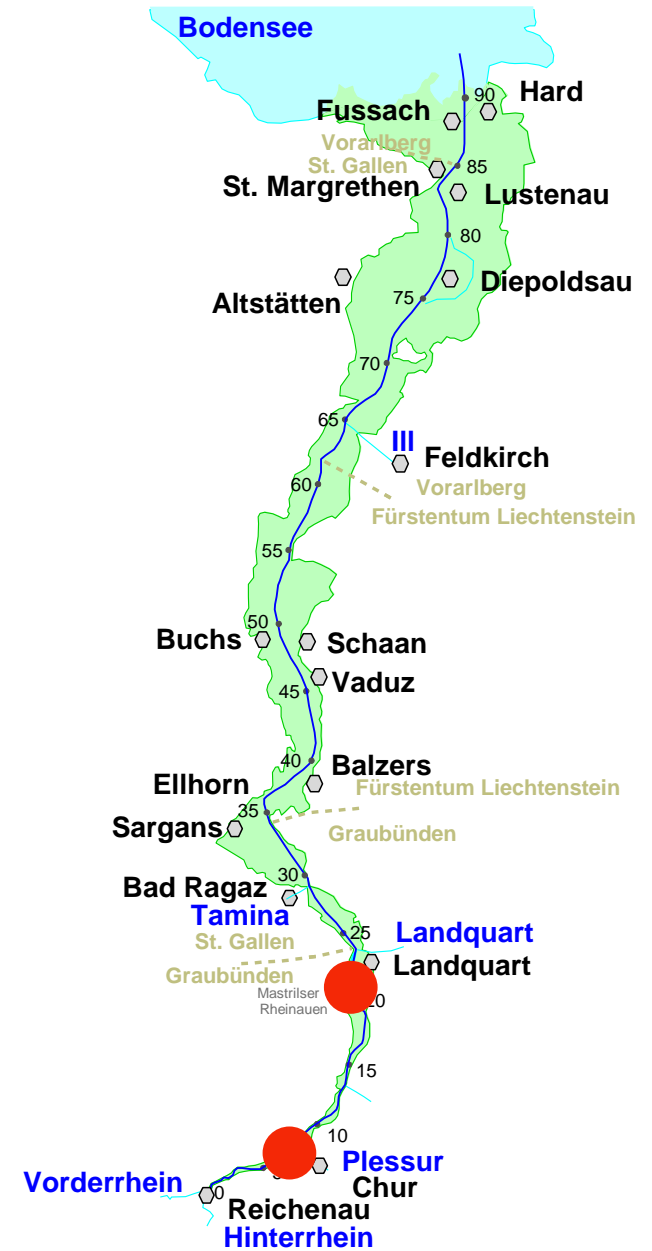 Bodensee
90
Hard
Fussach
Vorarlberg
St. Gallen
85
St. Margrethen
Lustenau
80
Diepoldsau
75
Altstätten
70
65
Ill
Feldkirch
60
Vorarlberg
Fürstentum Liechtenstein
55
50
Buchs
Schaan
Vaduz
45
40
Balzers
Ellhorn
Fürstentum Liechtenstein
35
Sargans
Graubünden
30
Bad Ragaz
Tamina
25
Landquart
St. Gallen
Landquart
Graubünden
Mastrilser
Rheinauen
15
10
Plessur
Vorderrhein
Chur
0
Reichenau
Hinterrhein